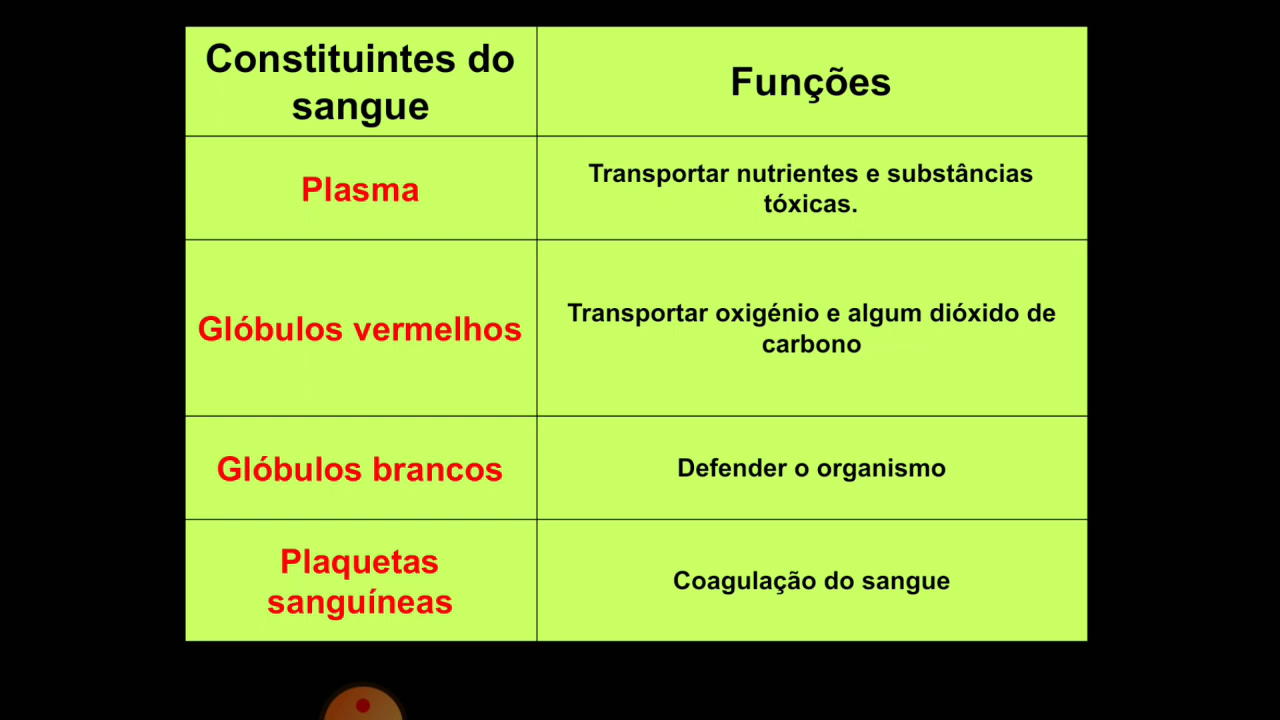 Constituintes do
sangue
Funções
Plasma
Transportar nutrientes e substâncias
tóxicas.
Glóbulos vermelhos
Transportar oxigénio e algum dióxido de
carbono
Glóbulos brancos
Defender o organismo
Plaquetas
sanguíneas
Coagulação do sangue